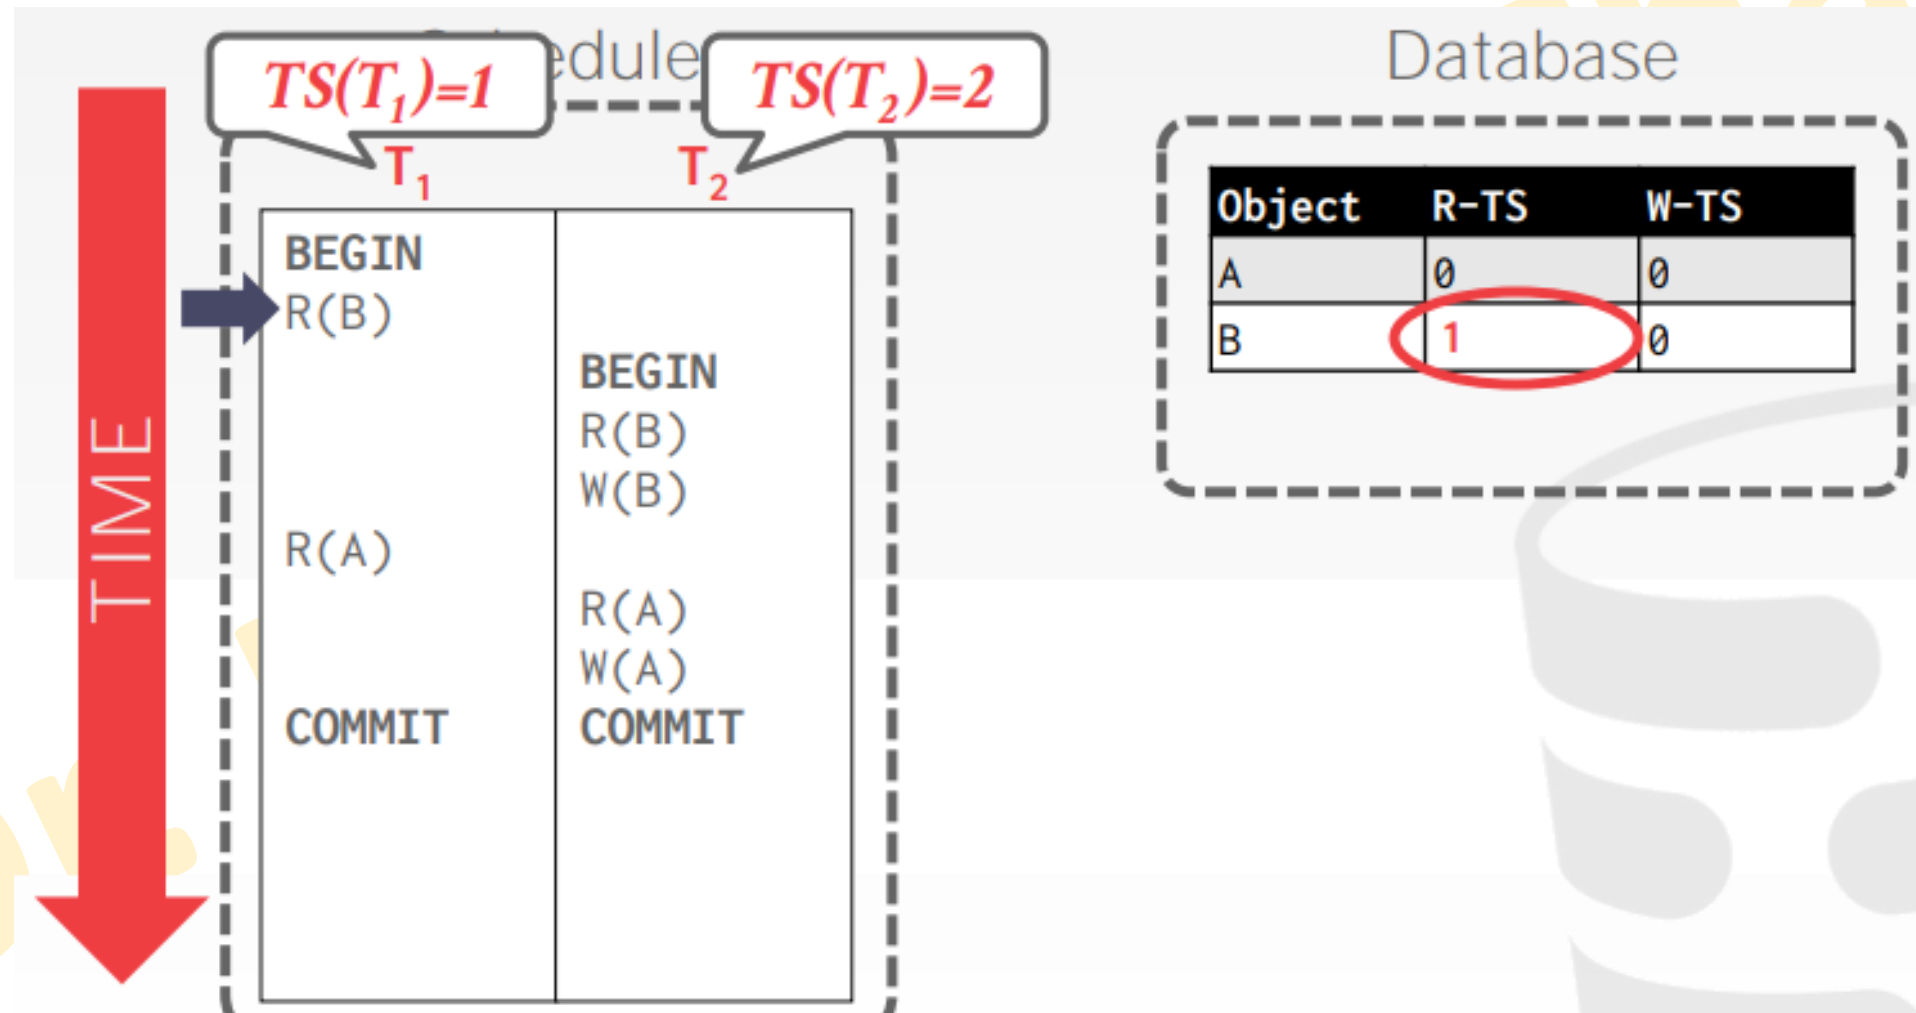 Schedule
Database
TS(T1)=1
TS(T2)=2
T1
T2
BEGIN
R(B)
BEGIN
R(B)
W(B)
R(A)
R(A)
W(A)
COMMIT
COMMIT
TIME
Object R-TS W-TS
A 0 0
B 1 0